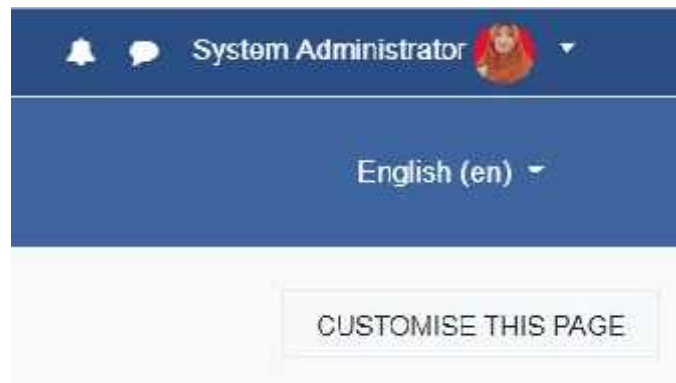 System Administrator
English (en)
CUSTOMISE THIS PAGE